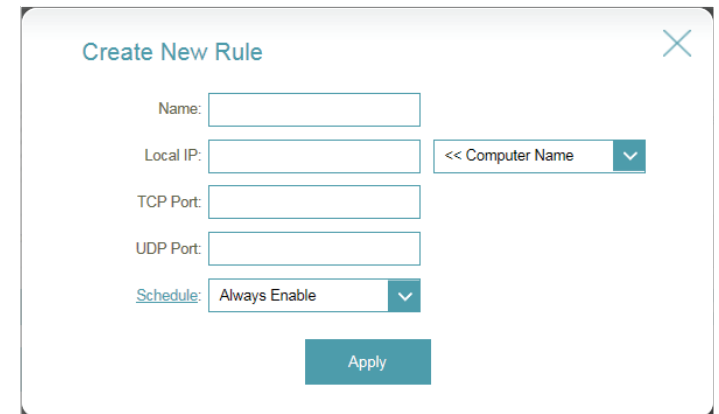 Create New Rule
Name:
Local IP: << Computer Name
TCP Port:
UDP Port:
Schedule: Always Enable
Apply